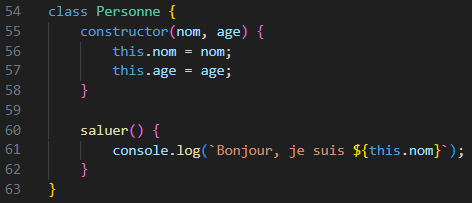 54 class Personne {
55     constructor(nom, age) {
56         this.nom = nom;
57         this.age = age;
58     }
59
60     saluer() {
61         console.log(`Bonjour, je suis ${this.nom}`);
62     }
63 }